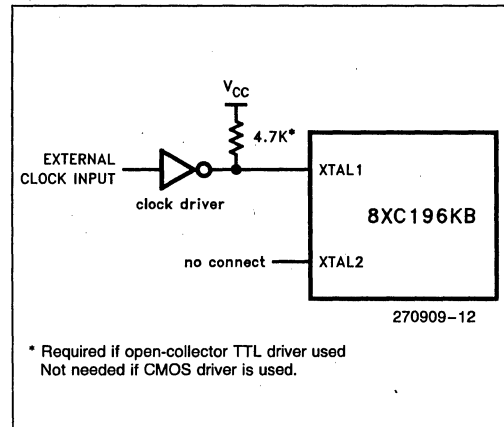 VCC
4.7K*
EXTERNAL
CLOCK INPUT
XTAL1
clock driver
8XC196KB
no connect
XTAL2
270909-12
* Required if open-collector TTL driver used
Not needed if CMOS driver is used.